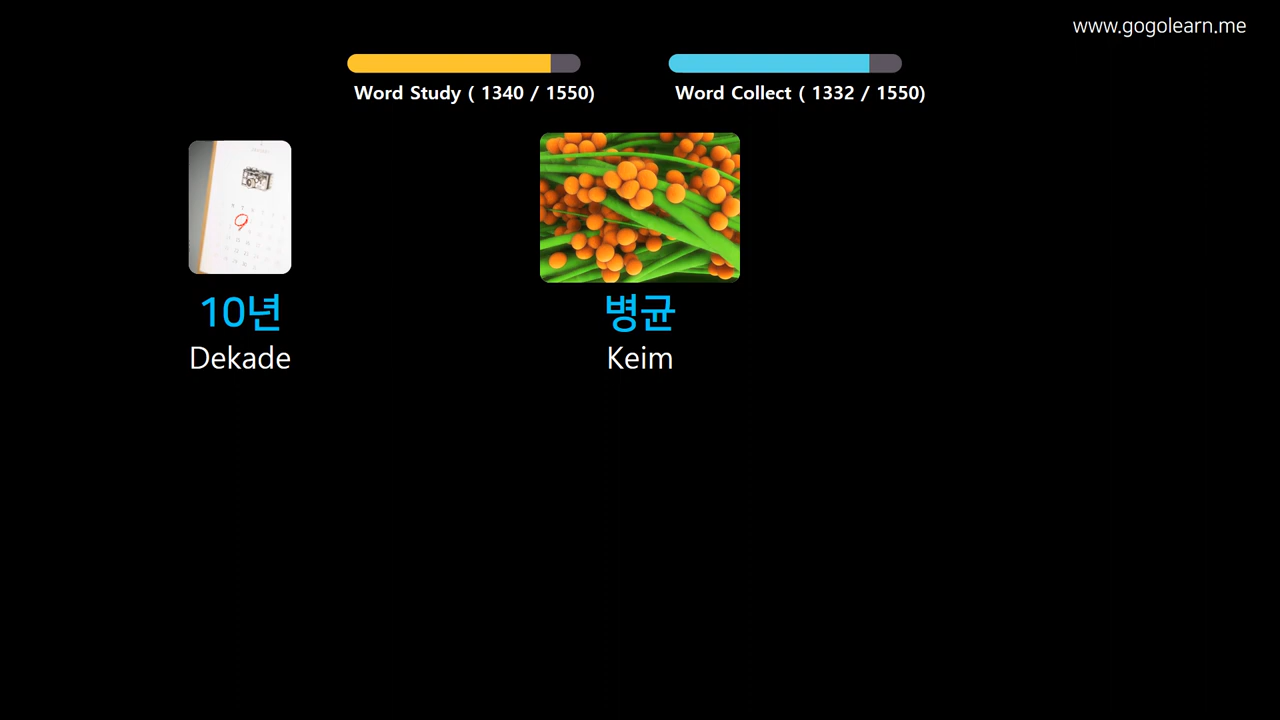 www.gogolearn.me
Word Study ( 1340 / 1550)
Word Collect ( 1332 / 1550)
10년
Dekade
병균
Keim